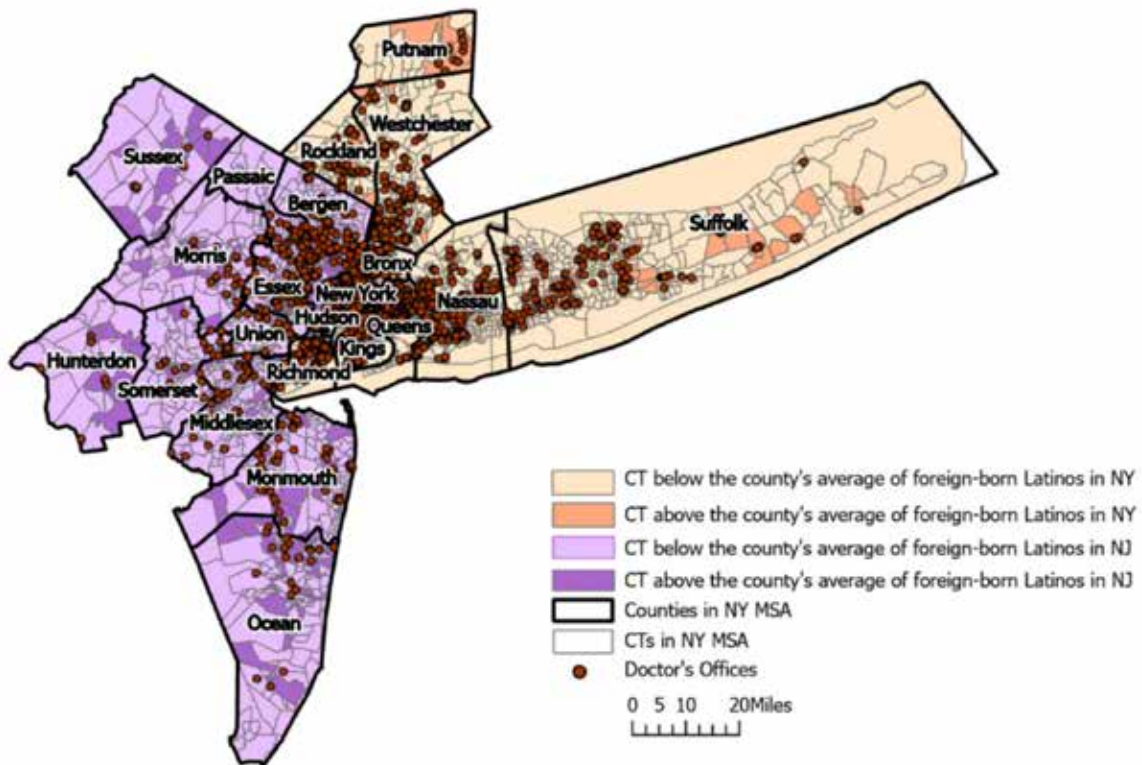 Putnam
Westchester
Rockland
Sussex
Passaic
Bergen
Suffolk
Morris
Bronx
Essex
New York
Nassau
Hudson
Queens
Union
Kings
Hunterdon
Richmond
Somerset
Middlesex
Monmouth
Ocean
CT below the county's average of foreign-born Latinos in NY
CT above the county's average of foreign-born Latinos in NY
CT below the county's average of foreign-born Latinos in NJ
CT above the county's average of foreign-born Latinos in NJ
Counties in NY MSA
CTs in NY MSA
Doctor's Offices
0 5 10 20Miles